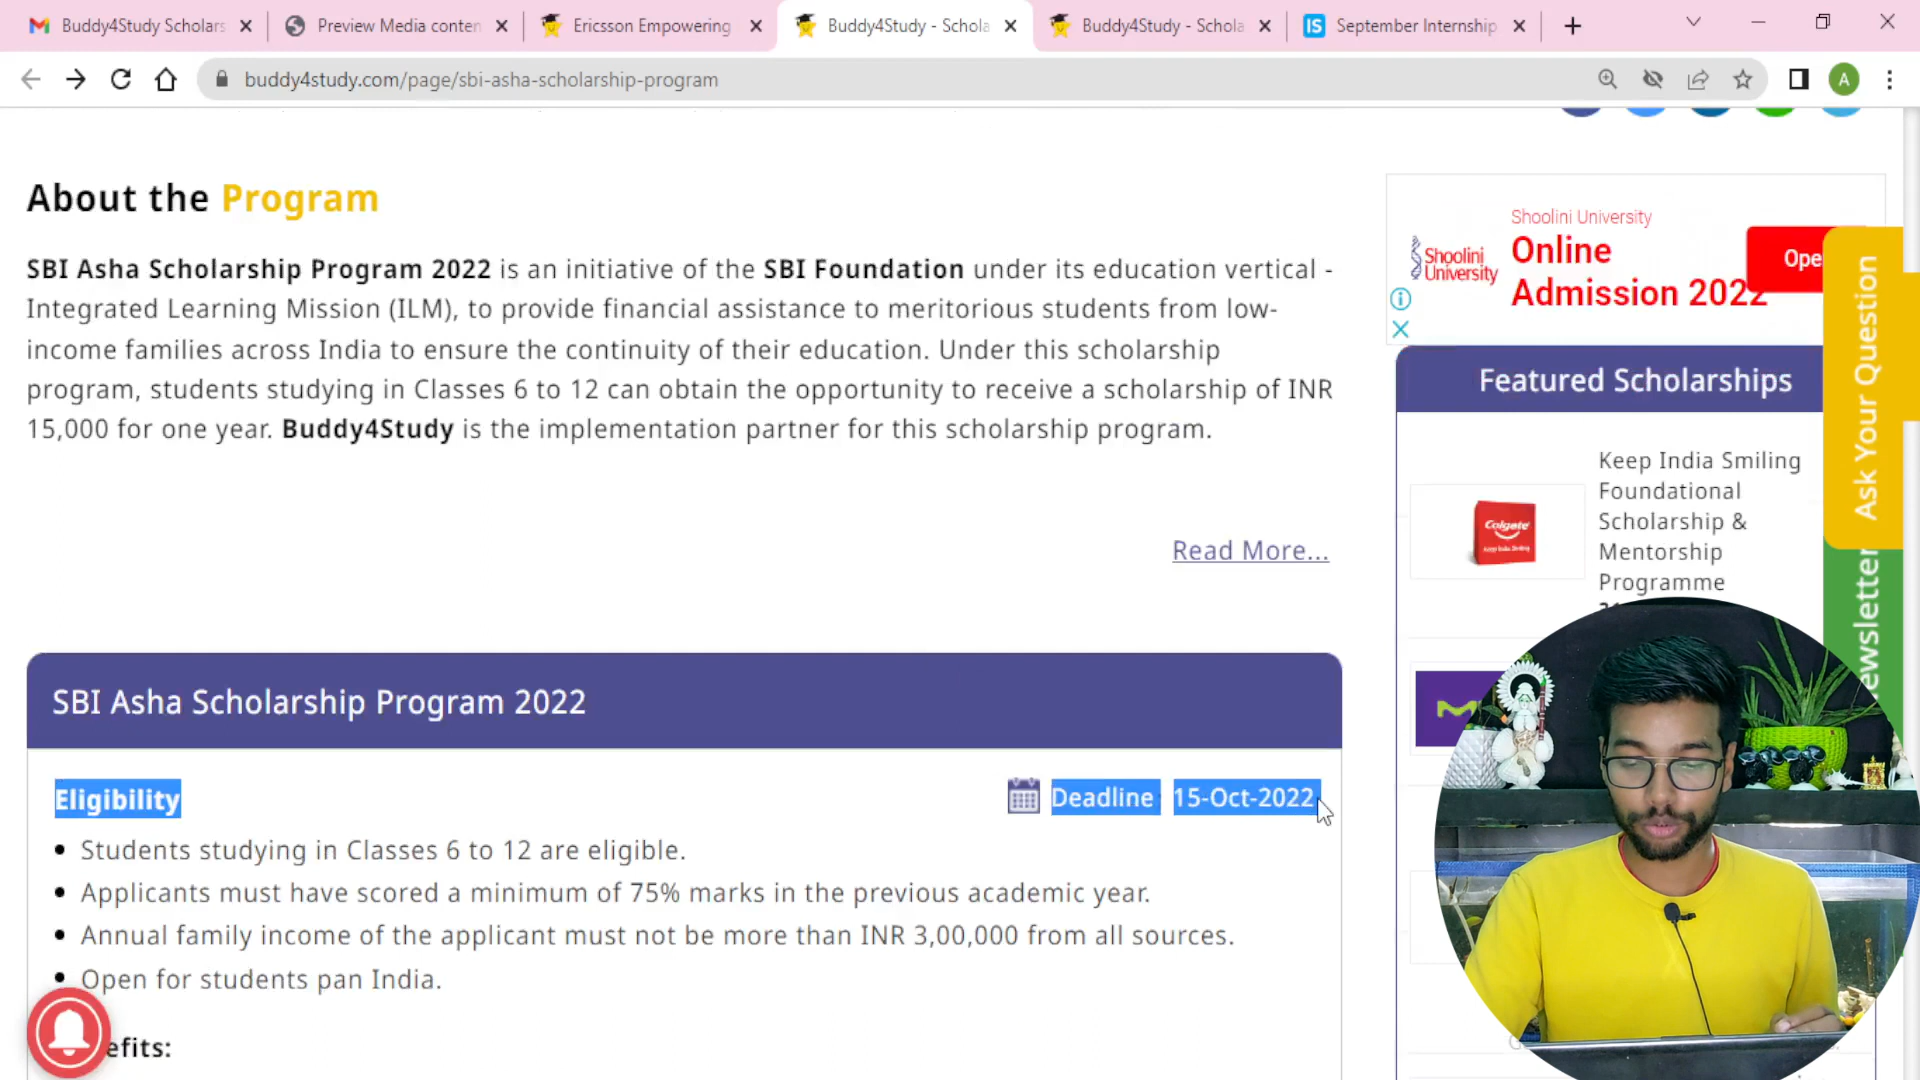 Buddy4Study Scholars
Preview Media conten
Ericsson Empowering
Buddy4Study - Schola
Buddy4Study - Schola
IS
September Internship
buddy4study.com/page/sbi-asha-scholarship-program
A
About the Program
SBI Asha Scholarship Program 2022 is an initiative of the SBI Foundation under its education vertical -
Integrated Learning Mission (ILM), to provide financial assistance to meritorious students from low-
income families across India to ensure the continuity of their education. Under this scholarship
program, students studying in Classes 6 to 12 can obtain the opportunity to receive a scholarship of INR
15,000 for one year. Buddy4Study is the implementation partner for this scholarship program.
Read More...
SBI Asha Scholarship Program 2022
Eligibility
Deadline 15-Oct-2022
• Students studying in Classes 6 to 12 are eligible.
• Applicants must have scored a minimum of 75% marks in the previous academic year.
• Annual family income of the applicant must not be more than INR 3,00,000 from all sources.
• Open for students pan India.
efits:
Shoolini University
Shoolini
University
Online
Admission 2022
Ope
Ask Your Question
ewsletter
Featured Scholarships
Colgate
Keep India Smiling
Keep India Smiling
Foundational
Scholarship &
Mentorship
Programme